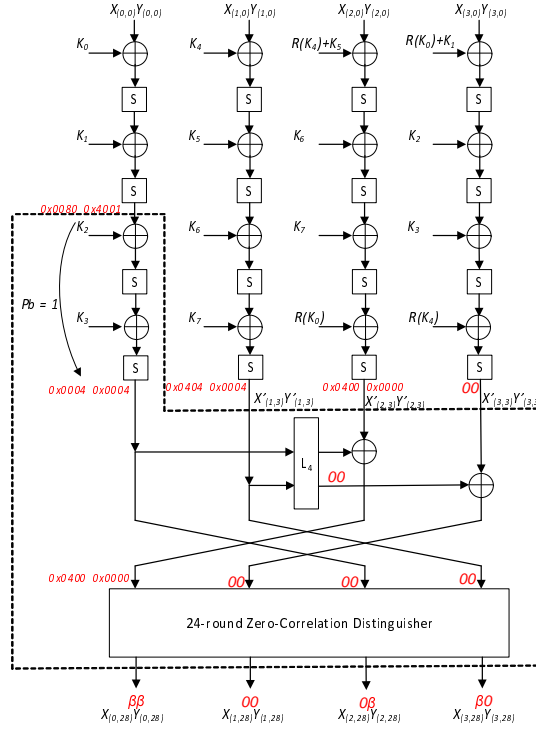 X(0,0)Y(0,0) X(1,0)Y(1,0) X(2,0)Y(2,0) X(3,0)Y(3,0)
K0 K4 R(K4)+K5 R(K0)+K1
S S S S
K1 K5 K6 K2
S S S S
0x0080 0x4001
K2 K6 K7 K3
S S S S
Pb = 1
K3 K7 R(K0) R(K4)
S S S S
0x0004 0x0004 0x0404 0x0004 0x0400 0x0000 00
X'(1,3)Y'(1,3) X'(2,3)Y'(2,3) X'(3,3)Y'(3,3)
L4
00
0x0400 0x0000 00 00 00
24-round Zero-Correlation Distinguisher
ββ 00 0β β0
X(0,28)Y(0,28) X(1,28)Y(1,28) X(2,28)Y(2,28) X(3,28)Y(3,28)